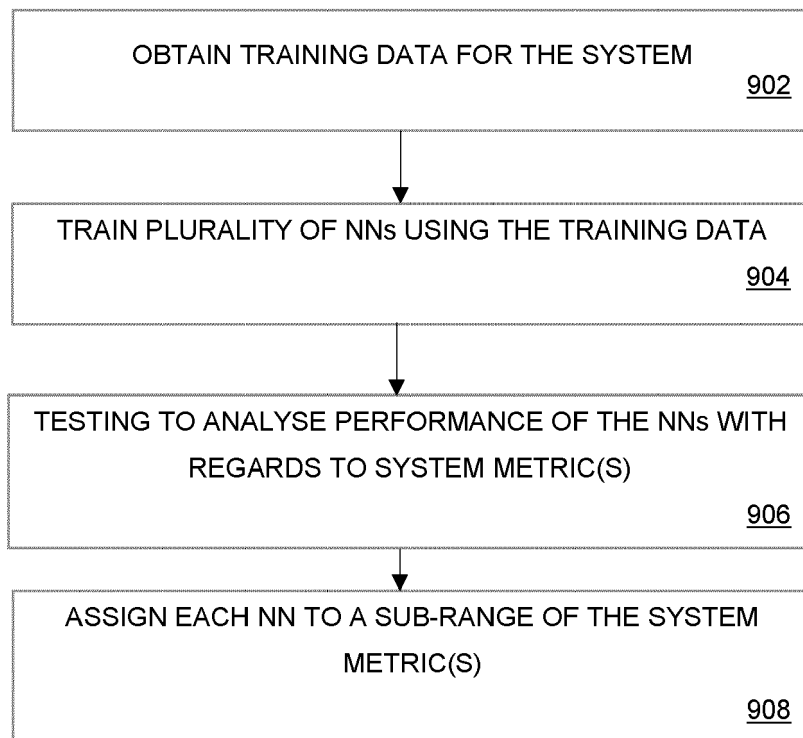 OBTAIN TRAINING DATA FOR THE SYSTEM
902
TRAIN PLURALITY OF NNs USING THE TRAINING DATA
904
TESTING TO ANALYSE PERFORMANCE OF THE NNs WITH
REGARDS TO SYSTEM METRIC(S)
906
ASSIGN EACH NN TO A SUB-RANGE OF THE SYSTEM
METRIC(S)
908